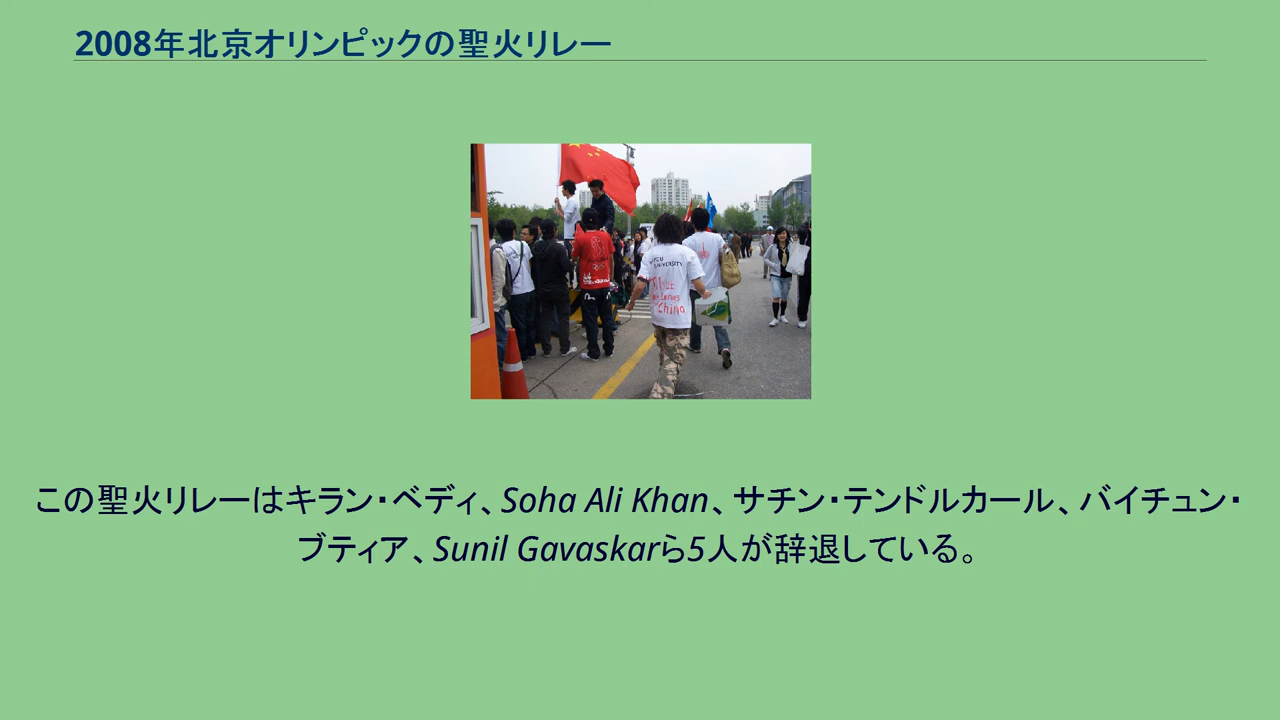 2008年北京オリンピックの聖火リレー
UNIVERSITY
China
この聖火リレーはキラン・ベディ、Soha Ali Khan、サチン・テンドルカール、バイチュン・
ブティア、Sunil Gavaskarら5人が辞退している。